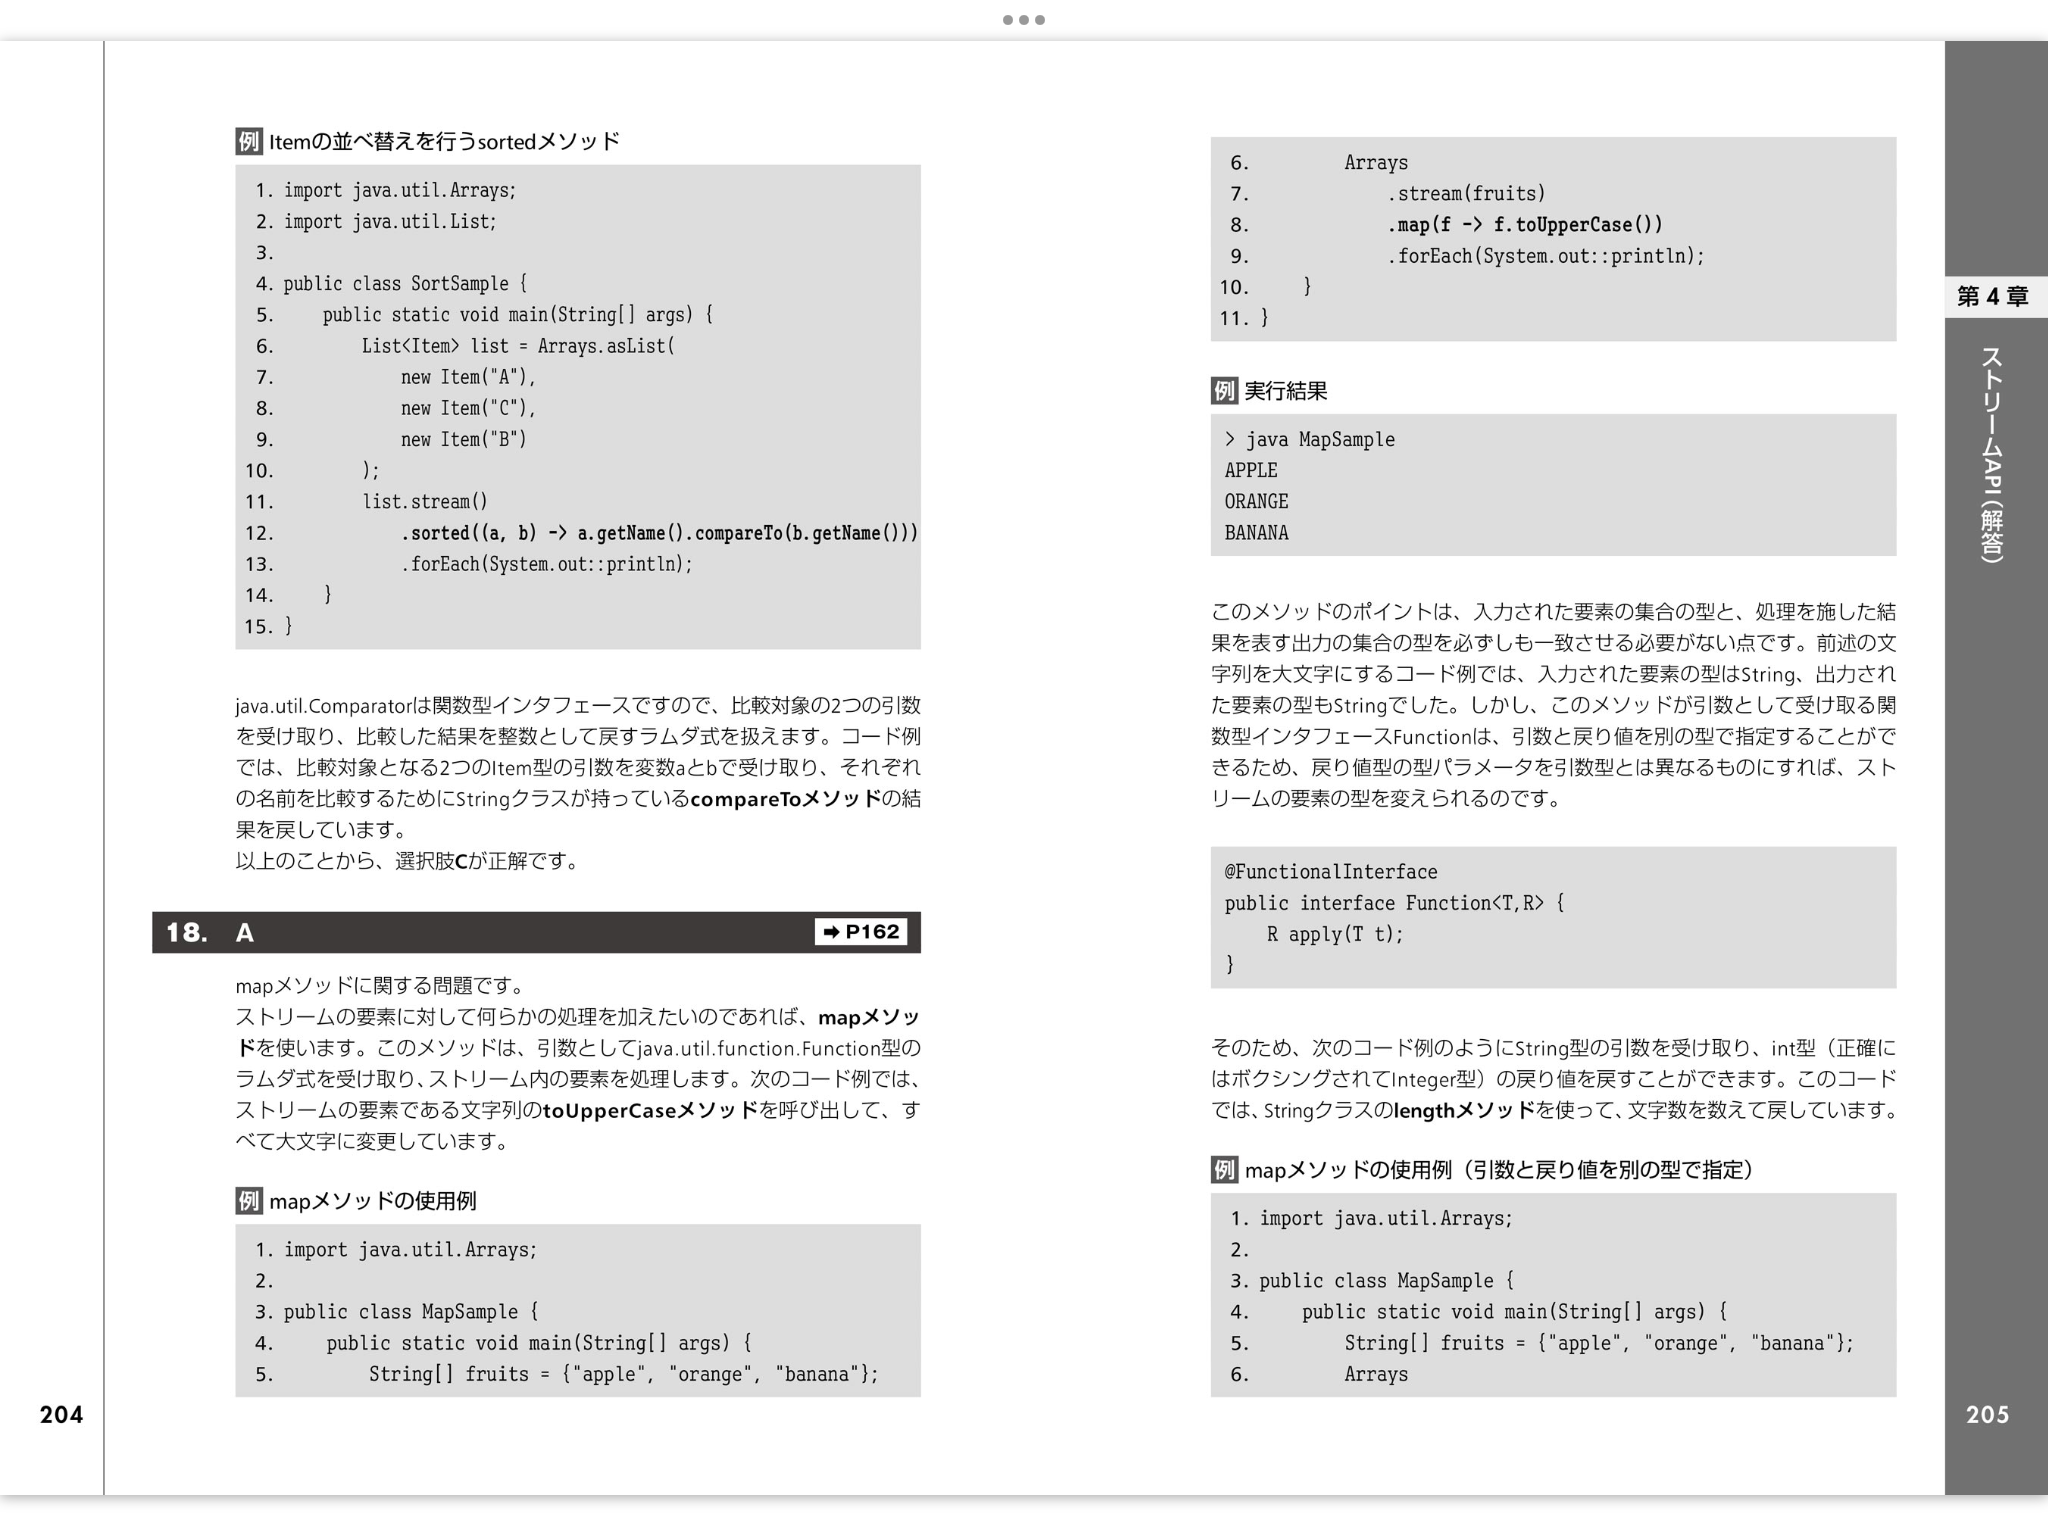 例 Itemの並べ替えを行うsortedメソッド
1. import java.util.Arrays;
2. import java.util.List;
3.
4. public class SortSample {
5.     public static void main(String[] args) {
6.         List<Item> list = Arrays.asList(
7.             new Item("A"),
8.             new Item("C"),
9.             new Item("B")
10.         );
11.         list.stream()
12.             .sorted((a, b) -> a.getName().compareTo(b.getName()))
13.             .forEach(System.out::println);
14.     }
15. }
java.util.Comparatorは関数型インタフェースですので、比較対象の2つの引数
を受け取り、比較した結果を整数として戻すラムダ式を扱えます。コード例
では、比較対象となる2つのItem型の引数を変数aとbで受け取り、それぞれ
の名前を比較するためにStringクラスが持っているcompareToメソッドの結
果を戻しています。
以上のことから、選択肢Cが正解です。
18. A ➡ P162
mapメソッドに関する問題です。
ストリームの要素に対して何らかの処理を加えたいのであれば、mapメソッ
ドを使います。このメソッドは、引数としてjava.util.function.Function型の
ラムダ式を受け取り、ストリーム内の要素を処理します。次のコード例では、
ストリームの要素である文字列のtoUpperCaseメソッドを呼び出して、す
べて大文字に変更しています。
例 mapメソッドの使用例
1. import java.util.Arrays;
2.
3. public class MapSample {
4.     public static void main(String[] args) {
5.         String[] fruits = {"apple", "orange", "banana"};
204
6.         Arrays
7.             .stream(fruits)
8.             .map(f -> f.toUpperCase())
9.             .forEach(System.out::println);
10.     }
11. }
例 実行結果
> java MapSample
APPLE
ORANGE
BANANA
このメソッドのポイントは、入力された要素の集合の型と、処理を施した結
果を表す出力の集合の型を必ずしも一致させる必要がない点です。前述の文
字列を大文字にするコード例では、入力された要素の型はString、出力され
た要素の型もStringでした。しかし、このメソッドが引数として受け取る関
数型インタフェースFunctionは、引数と戻り値を別の型で指定することがで
きるため、戻り値型の型パラメータを引数型とは異なるものにすれば、スト
リームの要素の型を変えられるのです。
@FunctionalInterface
public interface Function<T,R> {
    R apply(T t);
}
そのため、次のコード例のようにString型の引数を受け取り、int型（正確に
はボクシングされてInteger型）の戻り値を戻すことができます。このコード
では、Stringクラスのlengthメソッドを使って、文字数を数えて戻しています。
例 mapメソッドの使用例（引数と戻り値を別の型で指定）
1. import java.util.Arrays;
2.
3. public class MapSample {
4.     public static void main(String[] args) {
5.         String[] fruits = {"apple", "orange", "banana"};
6.         Arrays
第4章
ストリームAPI（解答）
205